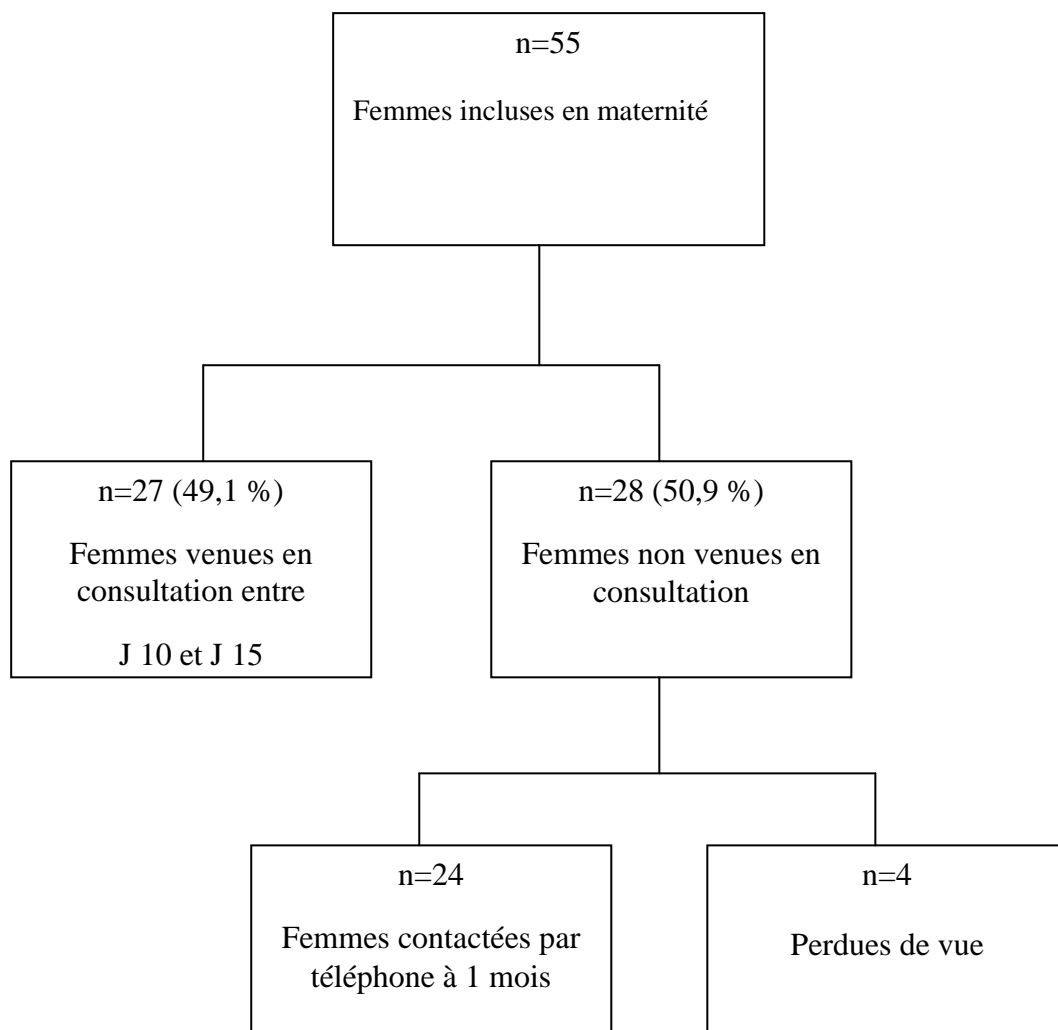 n=55
Femmes incluses en maternité
n=27 (49,1 %)
Femmes venues en
consultation entre
J 10 et J 15
n=28 (50,9 %)
Femmes non venues en
consultation
n=24
Femmes contactées par
téléphone à 1 mois
n=4
Perdues de vue